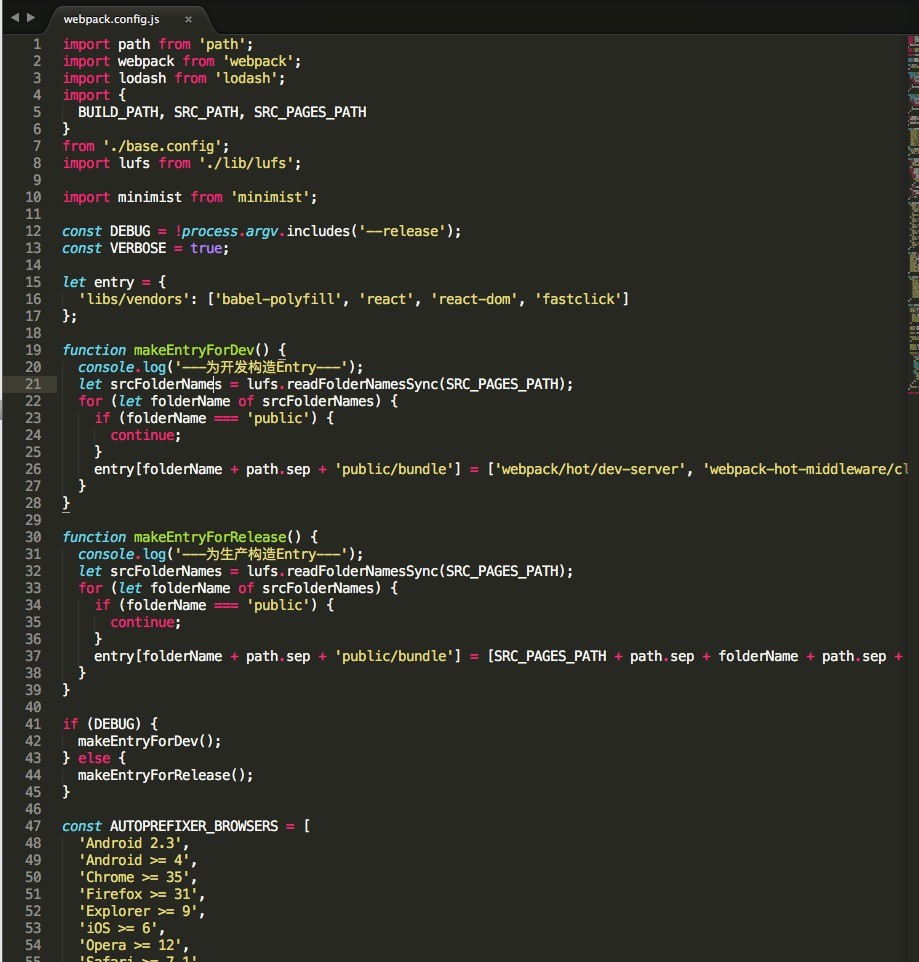 webpack.config.js ×
1 import path from 'path';
2 import webpack from 'webpack';
3 import lodash from 'lodash';
4 import {
5   BUILD_PATH, SRC_PATH, SRC_PAGES_PATH
6 }
7 from './base.config';
8 import lufs from './lib/lufs';
9
10 import minimist from 'minimist';
11
12 const DEBUG = !process.argv.includes('--release');
13 const VERBOSE = true;
14
15 let entry = {
16   'libs/vendors': ['babel-polyfill', 'react', 'react-dom', 'fastclick']
17 };
18
19 function makeEntryForDev() {
20   console.log('---为开发构造Entry---');
21   let srcFolderNames = lufs.readFolderNamesSync(SRC_PAGES_PATH);
22   for (let folderName of srcFolderNames) {
23     if (folderName === 'public') {
24       continue;
25     }
26     entry[folderName + path.sep + 'public/bundle'] = ['webpack/hot/dev-server', 'webpack-hot-middleware/cl
27   }
28 }
29
30 function makeEntryForRelease() {
31   console.log('---为生产构造Entry---');
32   let srcFolderNames = lufs.readFolderNamesSync(SRC_PAGES_PATH);
33   for (let folderName of srcFolderNames) {
34     if (folderName === 'public') {
35       continue;
36     }
37     entry[folderName + path.sep + 'public/bundle'] = [SRC_PAGES_PATH + path.sep + folderName + path.sep +
38   }
39 }
40
41 if (DEBUG) {
42   makeEntryForDev();
43 } else {
44   makeEntryForRelease();
45 }
46
47 const AUTOPREFIXER_BROWSERS = [
48   'Android 2.3',
49   'Android >= 4',
50   'Chrome >= 35',
51   'Firefox >= 31',
52   'Explorer >= 9',
53   'iOS >= 6',
54   'Opera >= 12',
55   'Safari >= 7.1'